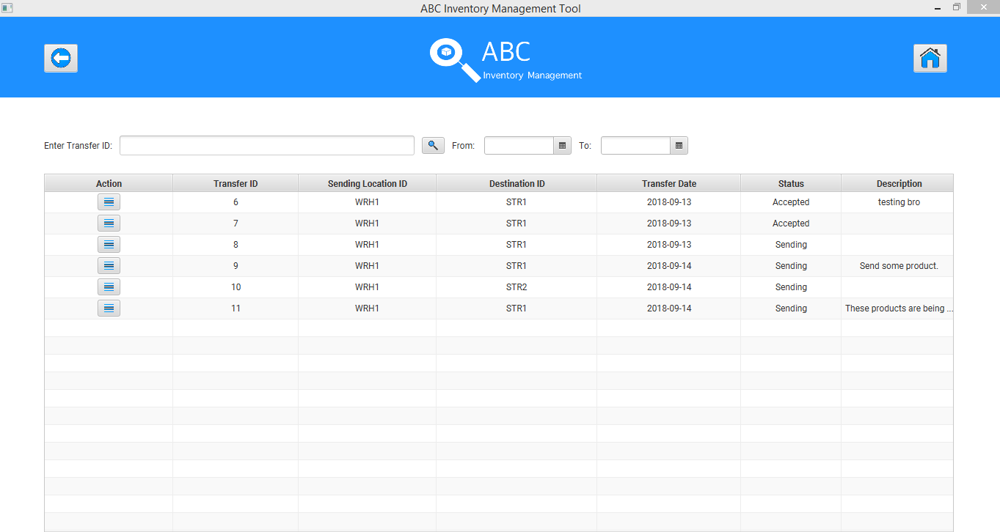 ABC Inventory Management Tool
ABC
Inventory Management
Enter Transfer ID: From: To:
Action Transfer ID Sending Location ID Destination ID Transfer Date Status Description
6 WRH1 STR1 2018-09-13 Accepted testing bro
7 WRH1 STR1 2018-09-13 Accepted
8 WRH1 STR1 2018-09-13 Sending
9 WRH1 STR1 2018-09-14 Sending Send some product.
10 WRH1 STR2 2018-09-14 Sending
11 WRH1 STR1 2018-09-14 Sending These products are being ...